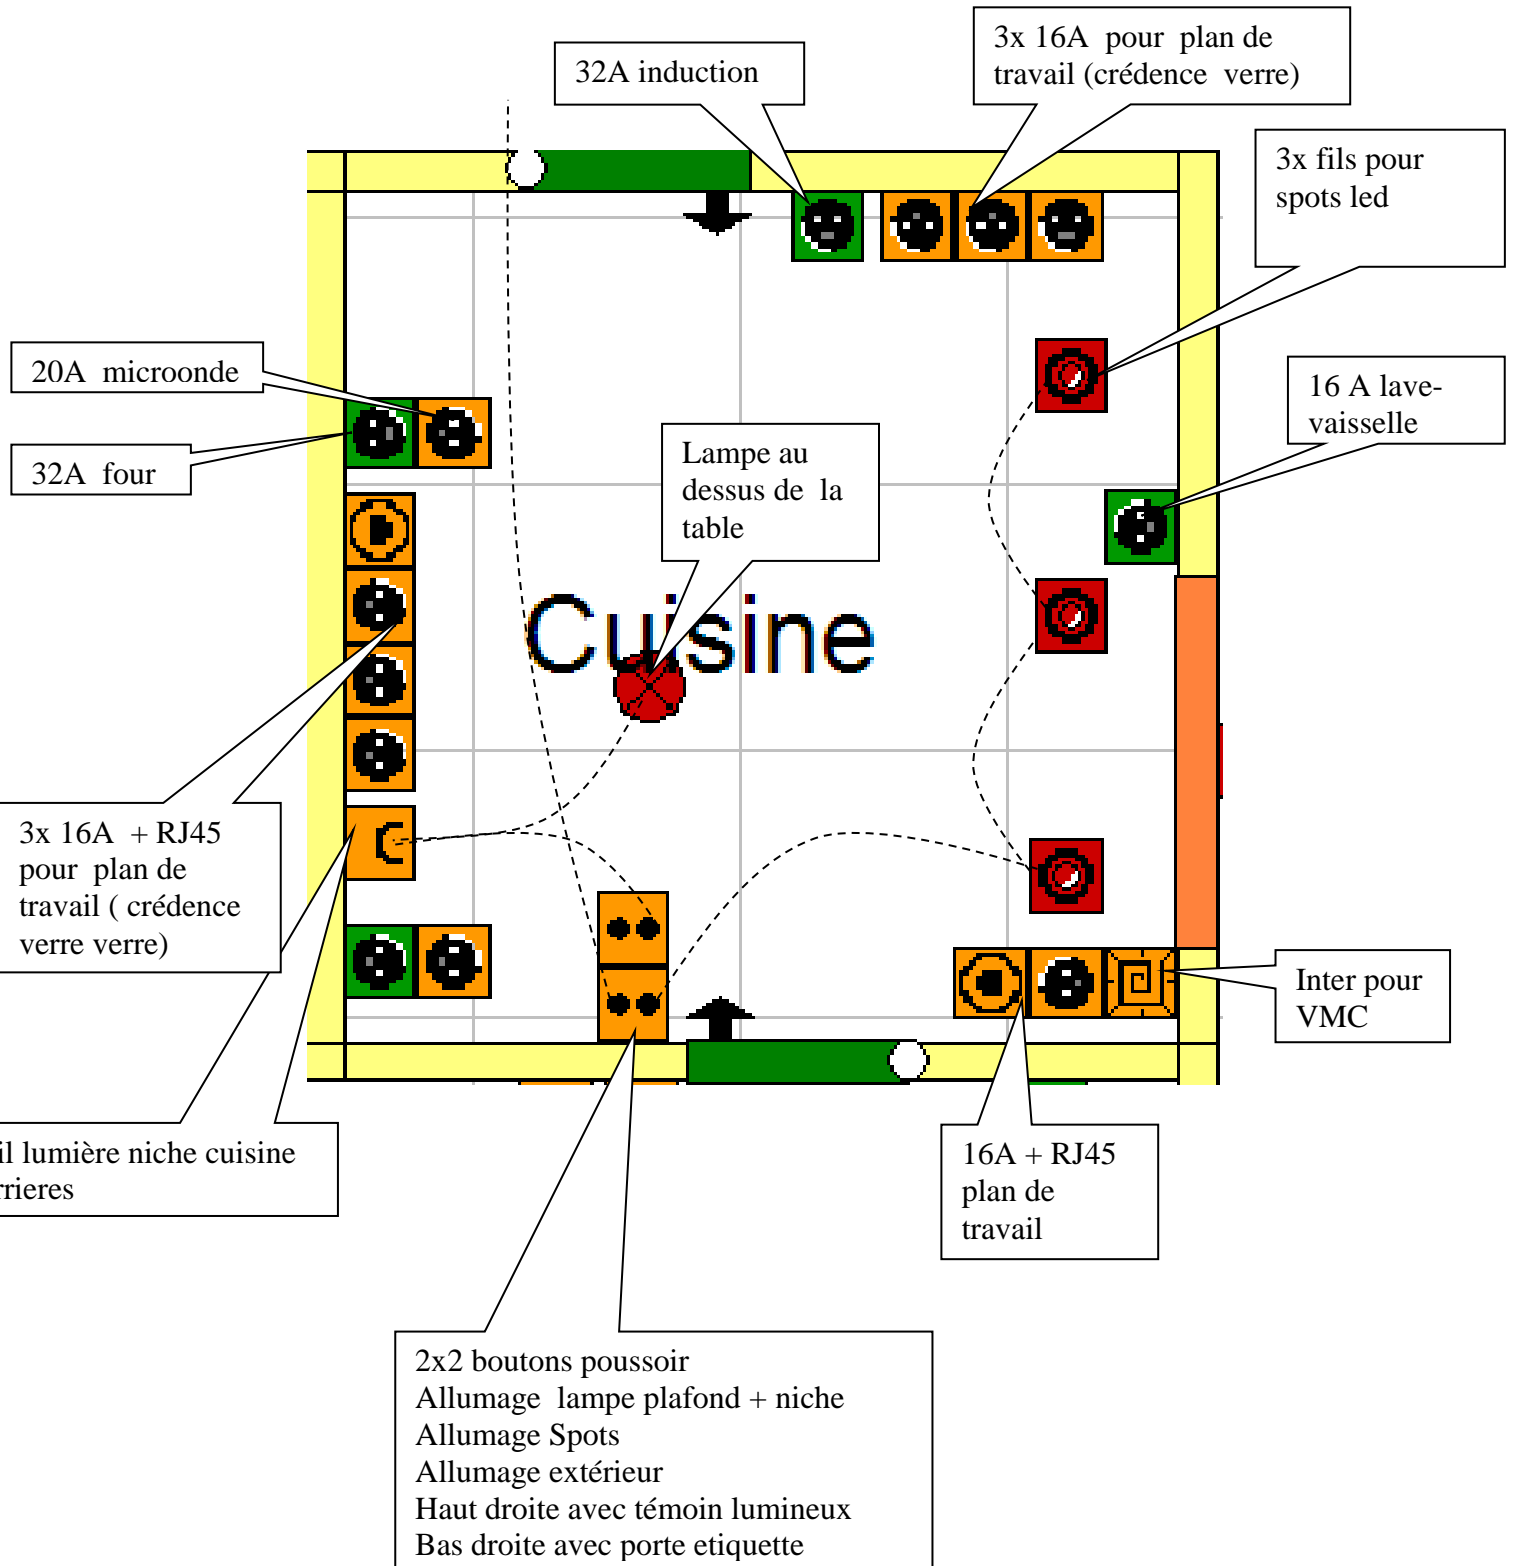 32A induction
3x 16A pour plan de
travail (crédence verre)
3x fils pour
spots led
20A microonde
32A four
16 A lave-
vaisselle
Lampe au
dessus de la
table
Cuisine
3x 16A + RJ45
pour plan de
travail ( crédence
verre verre)
Inter pour
VMC
il lumière niche cuisine
rrieres
16A + RJ45
plan de
travail
2x2 boutons poussoir
Allumage lampe plafond + niche
Allumage Spots
Allumage extérieur
Haut droite avec témoin lumineux
Bas droite avec porte etiquette